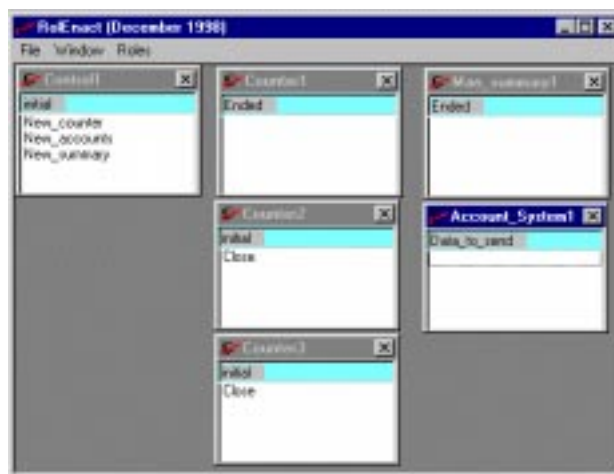 RolEnact (December 1998)
File Window Roles
Control1
initial
New_counter
New_accounts
New_summary
Counter1
Ended
Man_summary1
Ended
Counter2
initial
Close
Account_System1
Data_to_send
Counter3
initial
Close